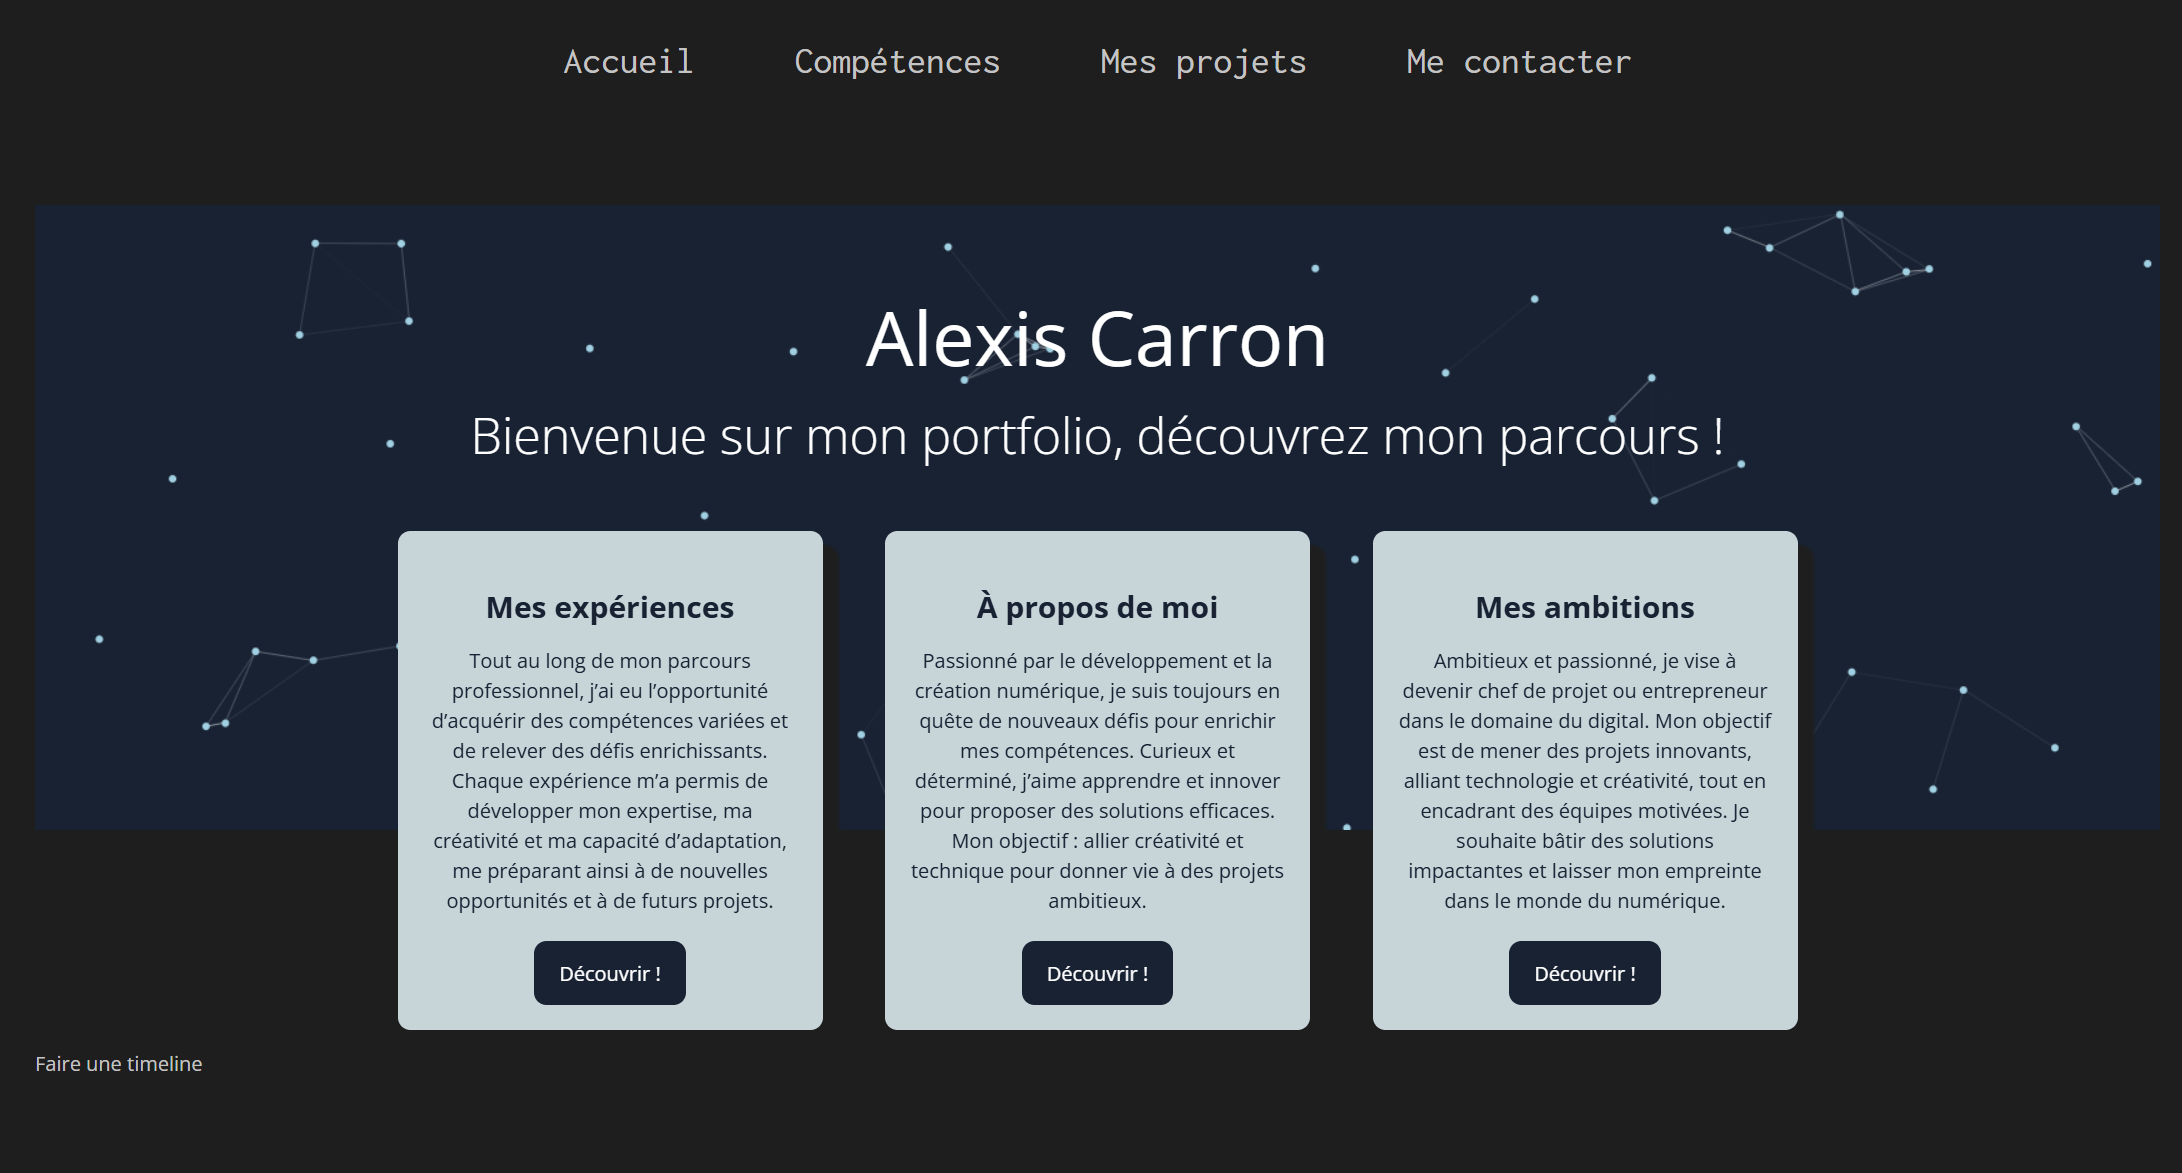 Accueil Compétences Mes projets Me contacter
Alexis Carron
Bienvenue sur mon portfolio, découvrez mon parcours !
Mes expériences
Tout au long de mon parcours
professionnel, j’ai eu l’opportunité
d’acquérir des compétences variées et
de relever des défis enrichissants.
Chaque expérience m’a permis de
développer mon expertise, ma
créativité et ma capacité d’adaptation,
me préparant ainsi à de nouvelles
opportunités et à de futurs projets.
Découvrir !
À propos de moi
Passionné par le développement et la
création numérique, je suis toujours en
quête de nouveaux défis pour enrichir
mes compétences. Curieux et
déterminé, j’aime apprendre et innover
pour proposer des solutions efficaces.
Mon objectif : allier créativité et
technique pour donner vie à des projets
ambitieux.
Découvrir !
Mes ambitions
Ambitieux et passionné, je vise à
devenir chef de projet ou entrepreneur
dans le domaine du digital. Mon objectif
est de mener des projets innovants,
alliant technologie et créativité, tout en
encadrant des équipes motivées. Je
souhaite bâtir des solutions
impactantes et laisser mon empreinte
dans le monde du numérique.
Découvrir !
Faire une timeline